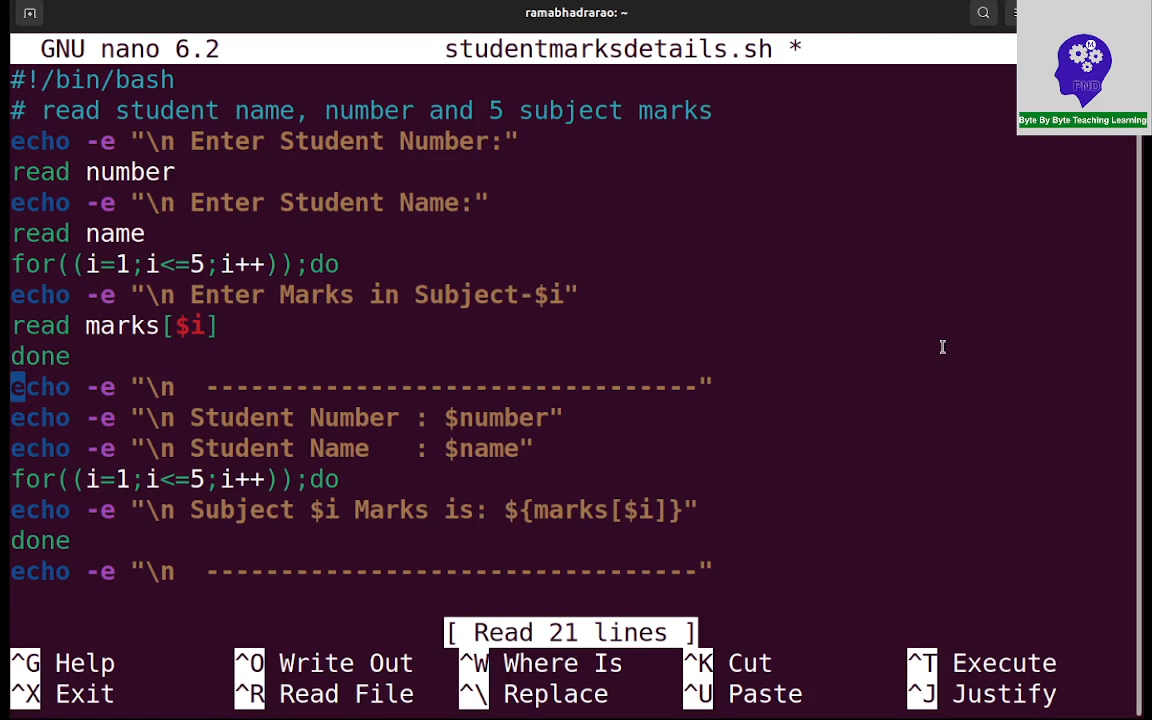 ramabhadrarao: ~
GNU nano 6.2 studentmarksdetails.sh *
#!/bin/bash
# read student name, number and 5 subject marks
echo -e "\n Enter Student Number:"
read number
echo -e "\n Enter Student Name:"
read name
for((i=1;i<=5;i++));do
echo -e "\n Enter Marks in Subject-$i"
read marks[$i]
done
echo -e "\n  ---------------------------------"
echo -e "\n Student Number : $number"
echo -e "\n Student Name   : $name"
for((i=1;i<=5;i++));do
echo -e "\n Subject $i Marks is: ${marks[$i]}"
done
echo -e "\n  ---------------------------------"
[ Read 21 lines ]
^G Help ^O Write Out ^W Where Is ^K Cut ^T Execute
^X Exit ^R Read File ^\ Replace ^U Paste ^J Justify
PND
Byte By Byte Teaching Learning